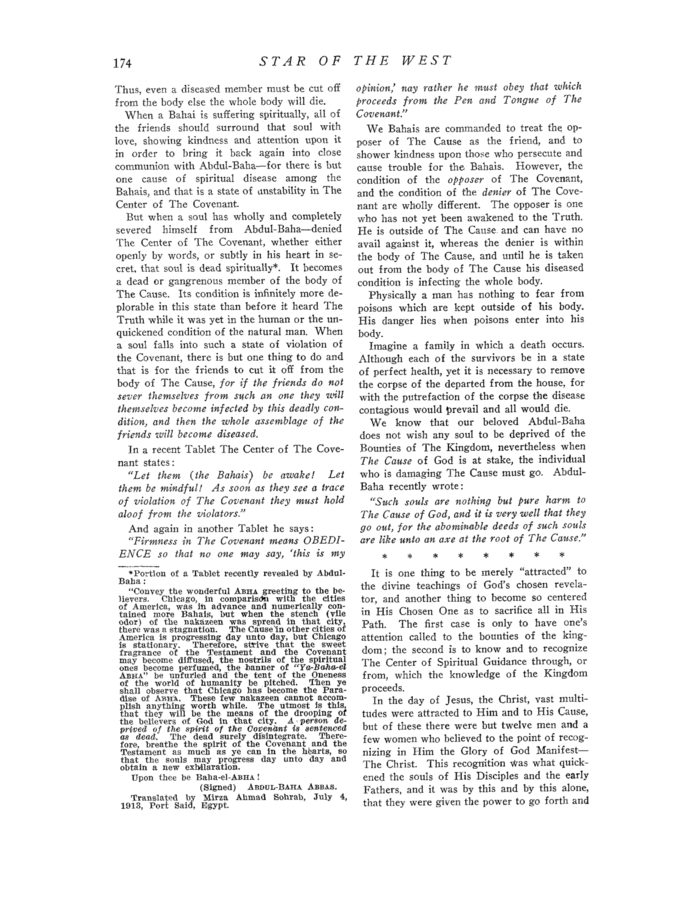 174
STAR OF THE WEST
Thus, even a diseased member must be cut off
from the body else the whole body will die.
When a Bahai is suffering spiritually, all of
the friends should surround that soul with
love, showing kindness and attention upon it
in order to bring it back again into close
communion with Abdul-Baha—for there is but
one cause of spiritual disease among the
Bahais, and that is a state of unstability in The
Center of The Covenant.
But when a soul has wholly and completely
severed himself from Abdul-Baha—denied
The Center of The Covenant, whether either
openly by words, or subtly in his heart in se-
cret, that soul is dead spiritually*. It becomes
a dead or gangrenous member of the body of
The Cause. Its condition is infinitely more de-
plorable in this state than before it heard The
Truth while it was yet in the human or the un-
quickened condition of the natural man. When
a soul falls into such a state of violation of
the Covenant, there is but one thing to do and
that is for the friends to cut it off from the
body of The Cause, for if the friends do not
sever themselves from such an one they will
themselves become infected by this deadly con-
dition, and then the whole assemblage of the
friends will become diseased.
In a recent Tablet The Center of The Cove-
nant states:
"Let them (the Bahais) be awake! Let
them be mindful! As soon as they see a trace
of violation of The Covenant they must hold
aloof from the violators."
And again in another Tablet he says:
"Firmness in The Covenant means OBEDI-
ENCE so that no one may say, 'this is my
*Portion of a Tablet recently revealed by Abdul-
Baha:
"Convey the wonderful ABHA greeting to the be-
lievers. Chicago, in comparison with the cities
of America, was in advance and numerically con-
tained more Bahais, but when the stench (vile
odor) of the nakazeen was spread in that city,
there was a stagnation. The Cause in other cities of
America is progressing day unto day, but Chicago
is stationary. Therefore, strive that the sweet
fragrance of the Testament and the Covenant
may become diffused, the nostrils of the spiritual
ones become perfumed, the banner of "Ya-Baha-el
ABHA" be unfurled and the tent of the Oneness
of the world of humanity be pitched. Then ye
shall observe that Chicago has become the Para-
dise of ABHA. These few nakazeen cannot accom-
plish anything worth while. The utmost is this,
that they will be the means of the drooping of
the believers of God in that city. A person de-
prived of the spirit of the Covenant is sentenced
as dead. The dead surely disintegrate. There-
fore, breathe the spirit of the Covenant and the
Testament as much as ye can in the hearts, so
that the souls may progress day unto day and
obtain a new exhilaration.
Upon thee be Baha-el-ABHA!
(Signed) ABDUL-BAHA ABBAS.
Translated by Mirza Ahmad Sohrab, July 4,
1913, Port Said, Egypt.
opinion,' nay rather he must obey that which
proceeds from the Pen and Tongue of The
Covenant."
We Bahais are commanded to treat the op-
poser of The Cause as the friend, and to
shower kindness upon those who persecute and
cause trouble for the Bahais. However, the
condition of the opposer of The Covenant,
and the condition of the denier of The Cove-
nant are wholly different. The opposer is one
who has not yet been awakened to the Truth.
He is outside of The Cause and can have no
avail against it, whereas the denier is within
the body of The Cause, and until he is taken
out from the body of The Cause his diseased
condition is infecting the whole body.
Physically a man has nothing to fear from
poisons which are kept outside of his body.
His danger lies when poisons enter into his
body.
Imagine a family in which a death occurs.
Although each of the survivors be in a state
of perfect health, yet it is necessary to remove
the corpse of the departed from the house, for
with the putrefaction of the corpse the disease
contagious would prevail and all would die.
We know that our beloved Abdul-Baha
does not wish any soul to be deprived of the
Bounties of The Kingdom, nevertheless when
The Cause of God is at stake, the individual
who is damaging The Cause must go. Abdul-
Baha recently wrote:
"Such souls are nothing but pure harm to
The Cause of God, and it is very well that they
go out, for the abominable deeds of such souls
are like unto an axe at the root of The Cause."
* * * * * * * *
It is one thing to be merely "attracted" to
the divine teachings of God's chosen revela-
tor, and another thing to become so centered
in His Chosen One as to sacrifice all in His
Path. The first case is only to have one's
attention called to the bounties of the king-
dom; the second is to know and to recognize
The Center of Spiritual Guidance through, or
from, which the knowledge of the Kingdom
proceeds.
In the day of Jesus, the Christ, vast multi-
tudes were attracted to Him and to His Cause,
but of these there were but twelve men and a
few women who believed to the point of recog-
nizing in Him the Glory of God Manifest—
The Christ. This recognition was what quick-
ened the souls of His Disciples and the early
Fathers, and it was by this and by this alone,
that they were given the power to go forth and